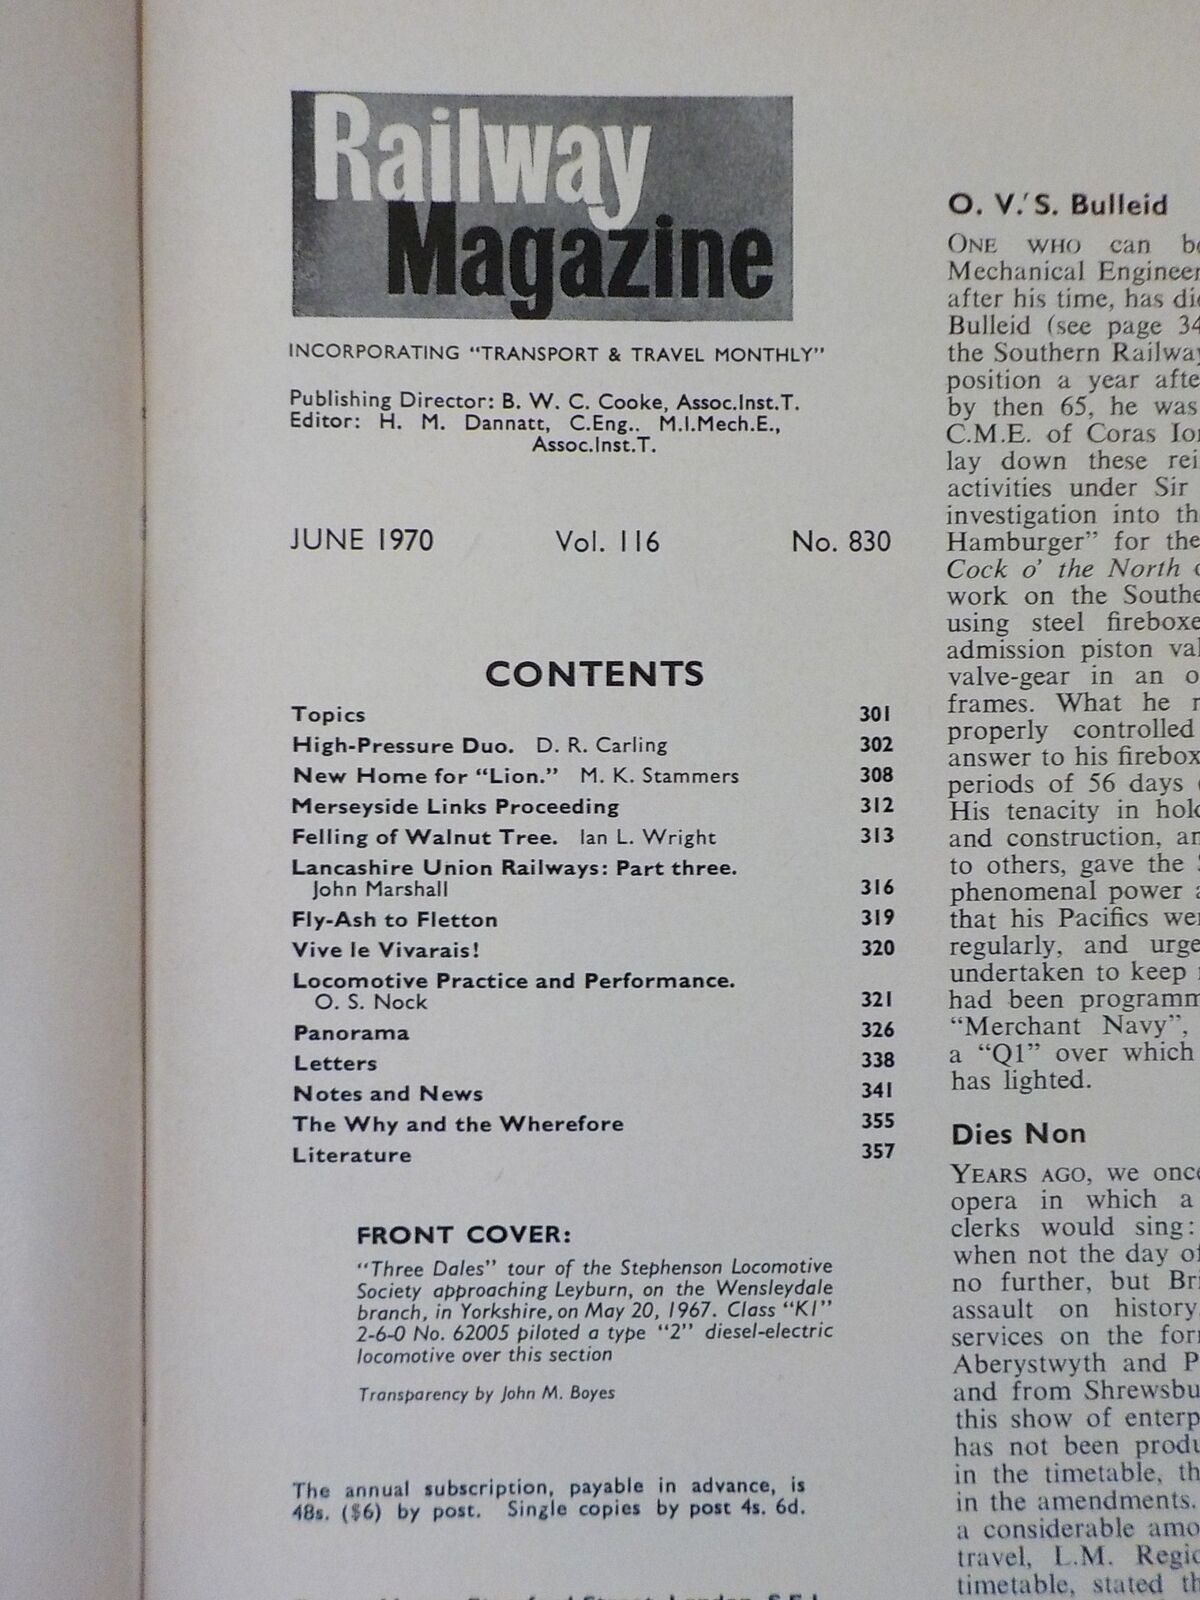 Railway
Magazine
INCORPORATING "TRANSPORT & TRAVEL MONTHLY"
Publishing Director: B. W. C. Cooke, Assoc.Inst.T.
Editor: H. M. Dannatt, C.Eng.. M.I.Mech.E.,
Assoc.Inst.T.
JUNE 1970 Vol. 116 No. 830
CONTENTS
Topics 301
High-Pressure Duo. D. R. Carling 302
New Home for "Lion." M. K. Stammers 308
Merseyside Links Proceeding 312
Felling of Walnut Tree. Ian L. Wright 313
Lancashire Union Railways: Part three.
John Marshall 316
Fly-Ash to Fletton 319
Vive le Vivarais! 320
Locomotive Practice and Performance.
O. S. Nock 321
Panorama 326
Letters 338
Notes and News 341
The Why and the Wherefore 355
Literature 357
FRONT COVER:
"Three Dales" tour of the Stephenson Locomotive
Society approaching Leyburn, on the Wensleydale
branch, in Yorkshire, on May 20, 1967. Class "K1"
2-6-0 No. 62005 piloted a type "2" diesel-electric
locomotive over this section
Transparency by John M. Boyes
The annual subscription, payable in advance, is
48s. ($6) by post. Single copies by post 4s. 6d.
London, S.E.1
O. V. S. Bulleid
ONE WHO can
Mechanical Engineer
after his time, has
Bulleid (see page
the Southern
position a year
by then 65, he was
C.M.E. of Coras
lay down these
activities under Sir
investigation into
Hamburger" for the
Cock o' the North
work on the
using steel
admission piston
valve-gear in an
frames. What he
properly controlled
answer to his
periods of 56 days
His tenacity in
and construction,
to others, gave the
phenomenal power
that his Pacifics
regularly, and
undertaken to keep
had been
"Merchant Navy",
a "Q1" over which
has lighted.
Dies Non
YEARS AGO, we
opera in which a
clerks would sing:
when not the day
no further, but
assault on history
services on the
Aberystwyth and
and from
this show of
has not been
in the timetable,
in the amendments.
a considerable
travel, L.M.
timetable, stated